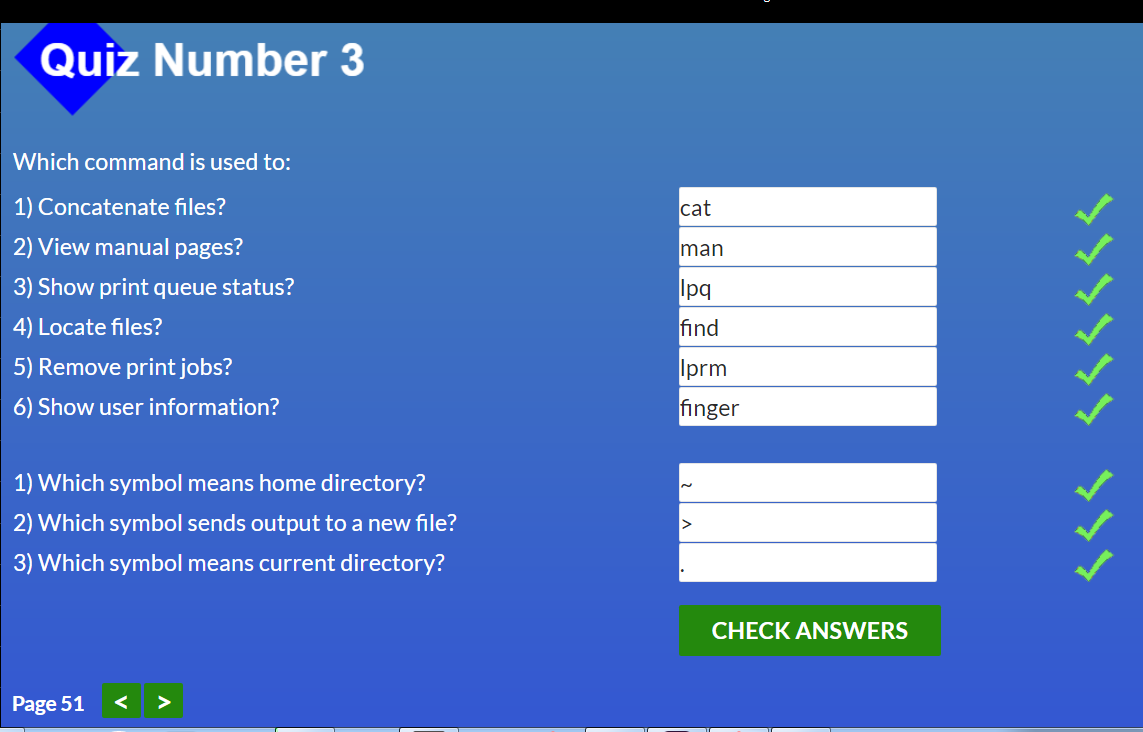 Quiz Number 3
Which command is used to:
1) Concatenate files? cat
2) View manual pages? man
3) Show print queue status? lpq
4) Locate files? find
5) Remove print jobs? lprm
6) Show user information? finger
1) Which symbol means home directory? ~
2) Which symbol sends output to a new file? >
3) Which symbol means current directory? .
CHECK ANSWERS
Page 51 < >